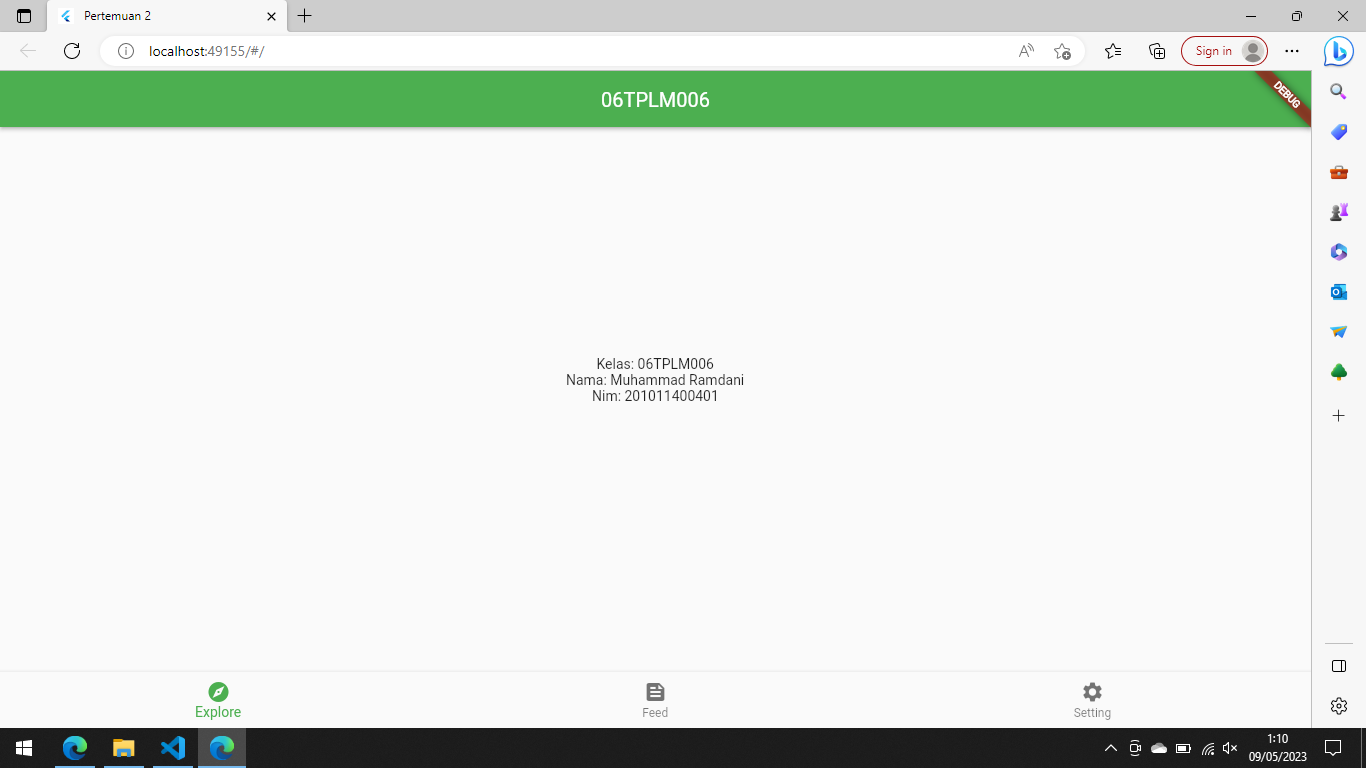 Pertemuan 2
localhost:49155/#/
Sign in
06TPLM006
DEBUG
Kelas: 06TPLM006
Nama: Muhammad Ramdani
Nim: 201011400401
Explore
Feed
Setting
1:10
09/05/2023